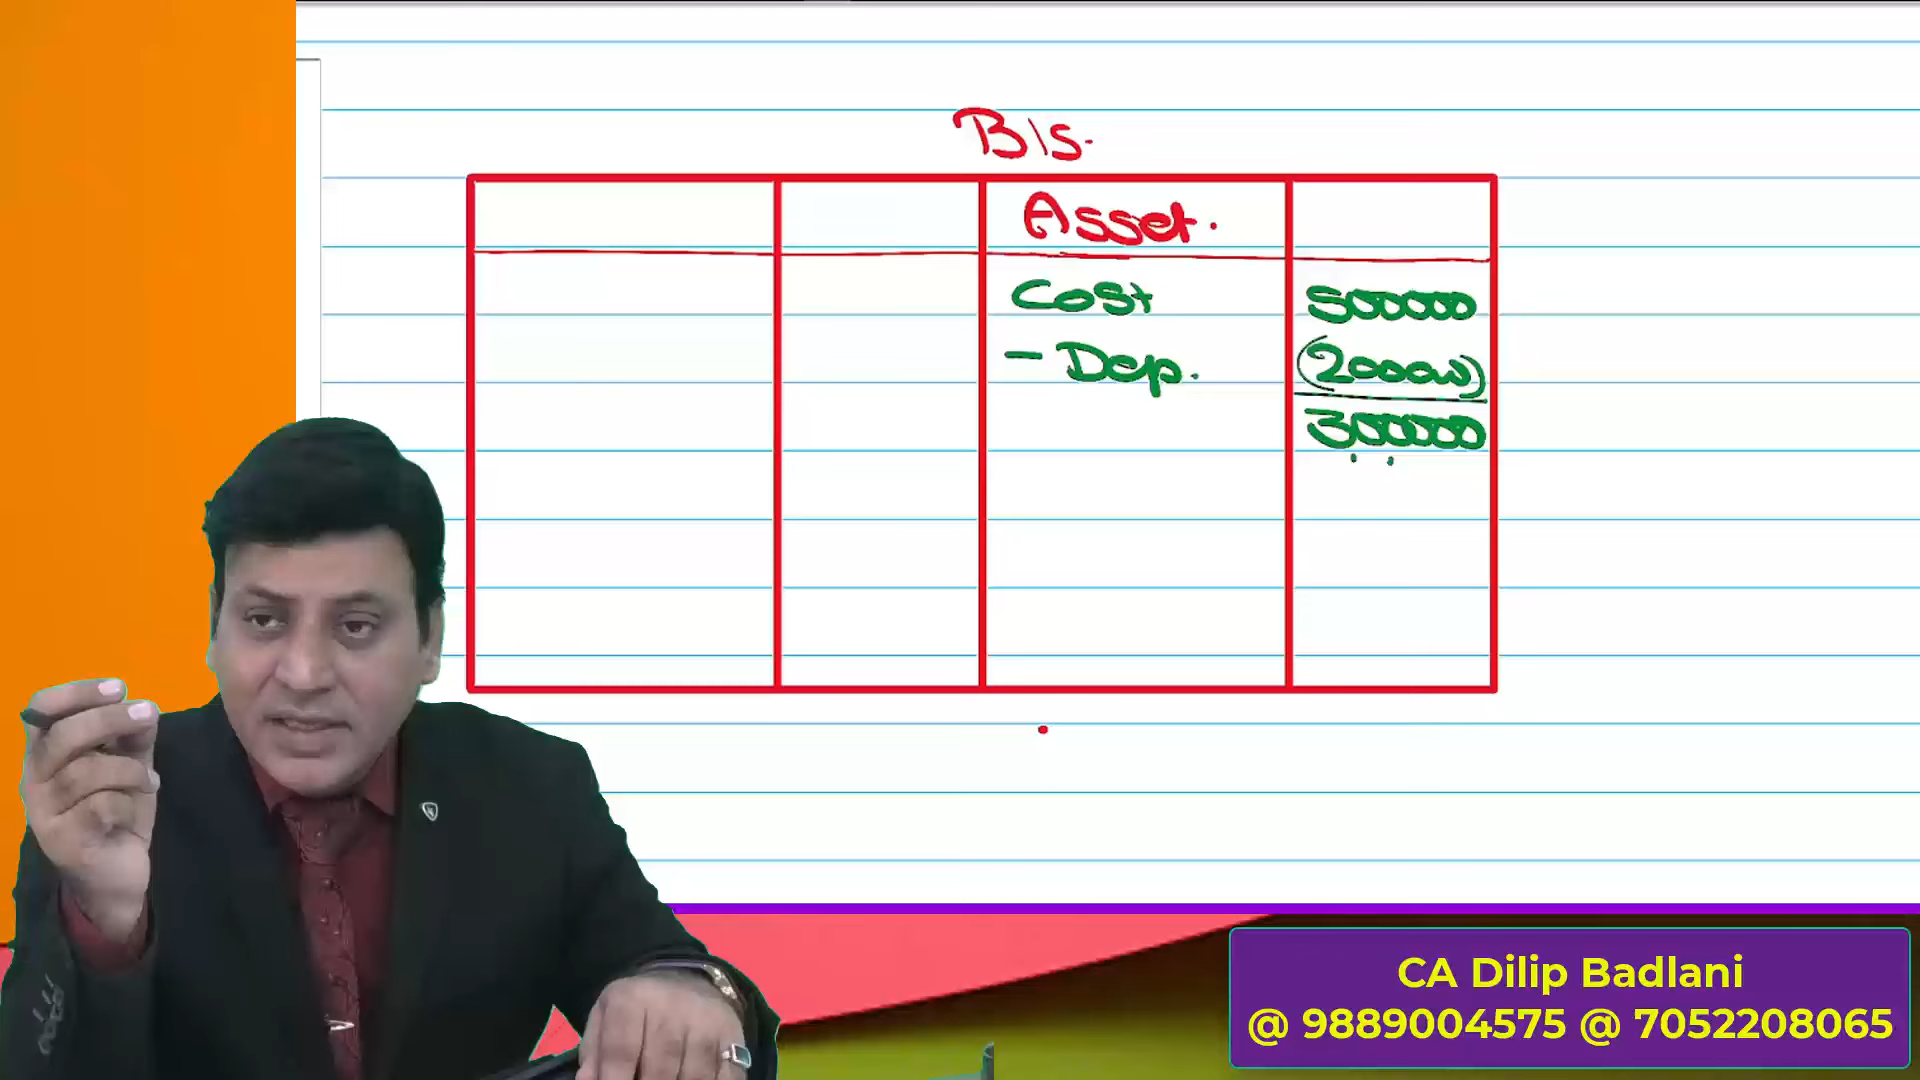 B/s.
Asset.
Cost 500000
- Dep. (200000)
300000
CA Dilip Badlani
@ 9889004575 @ 7052208065